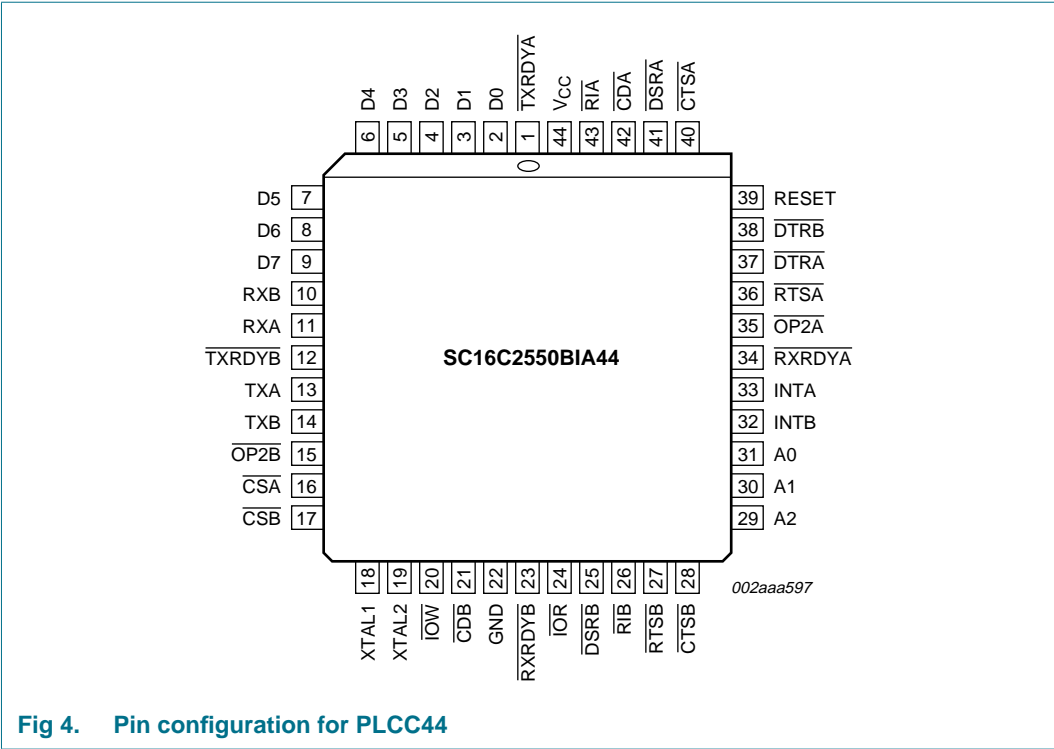 D4 D3 D2 D1 D0 TXRDYA VCC RIA CDA DSRA CTSA
6 5 4 3 2 1 44 43 42 41 40
D5 7
D6 8
D7 9
RXB 10
RXA 11
TXRDYB 12
TXA 13
TXB 14
OP2B 15
CSA 16
CSB 17
SC16C2550BIA44
39 RESET
38 DTRB
37 DTRA
36 RTSA
35 OP2A
34 RXRDYA
33 INTA
32 INTB
31 A0
30 A1
29 A2
18 19 20 21 22 23 24 25 26 27 28
XTAL1 XTAL2 IOW CDB GND RXRDYB IOR DSRB RIB RTSB CTSB
002aaa597
Fig 4. Pin configuration for PLCC44